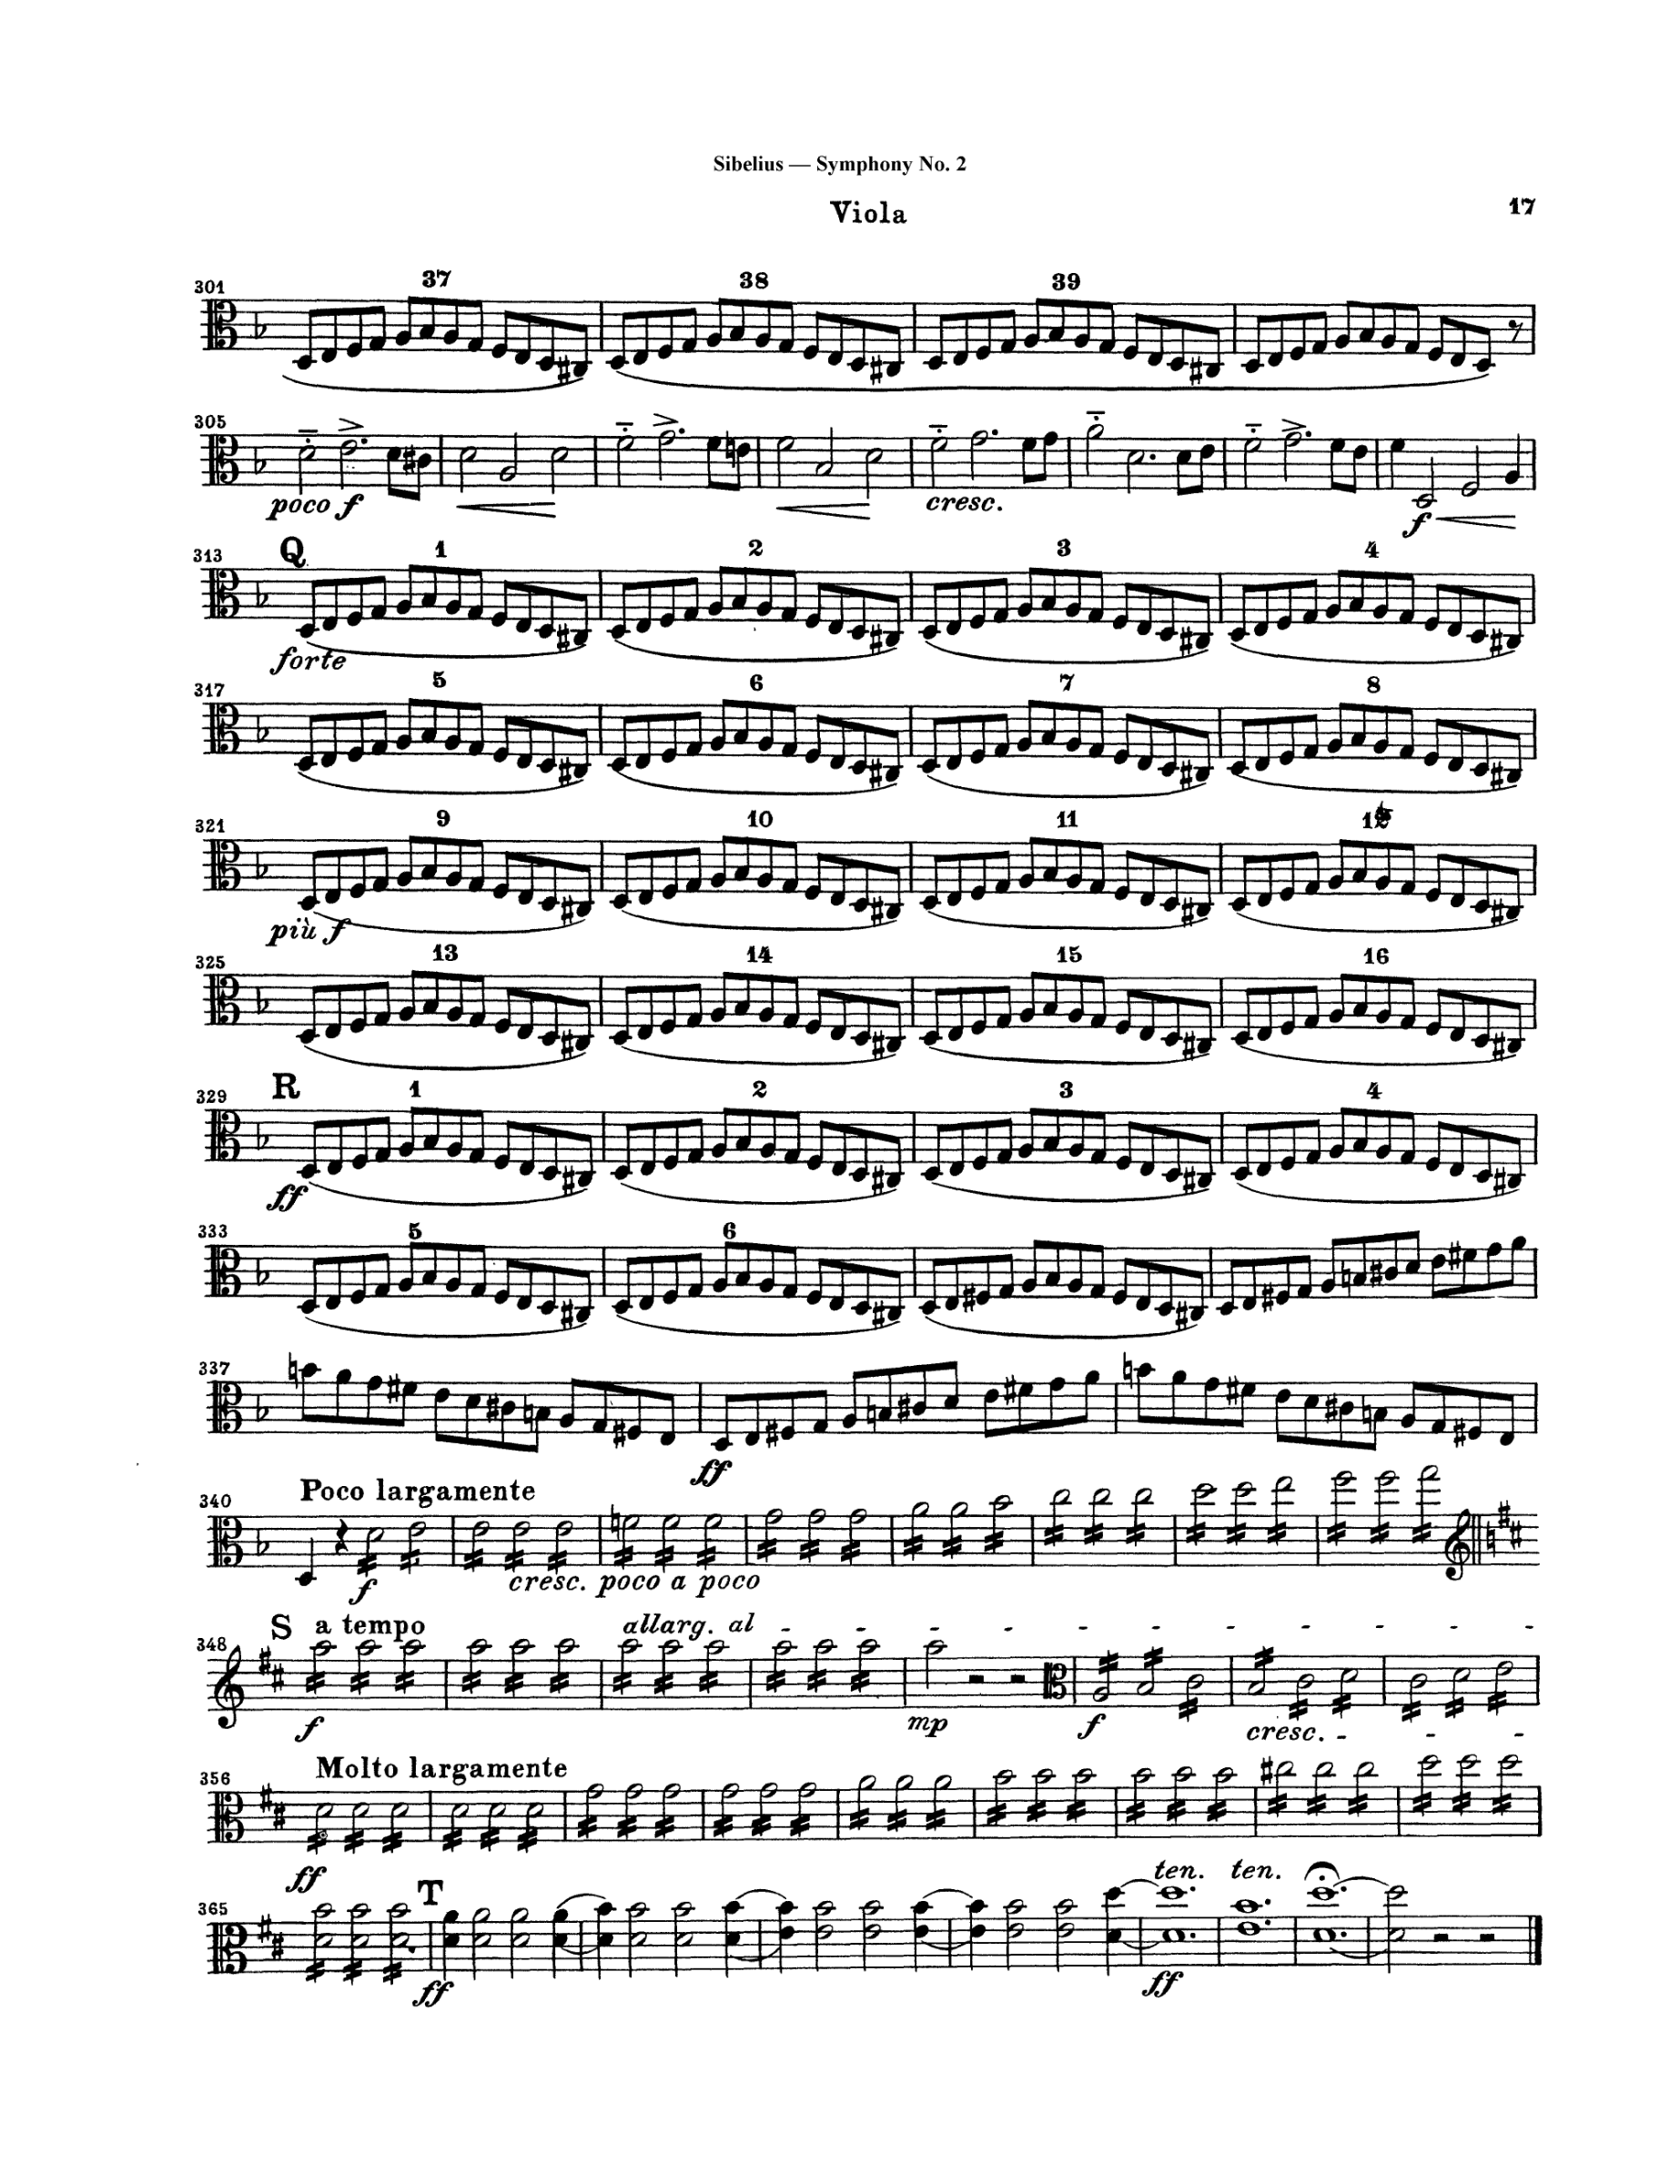 Sibelius — Symphony No. 2
Viola 17
37 38 39
301
305
poco f cresc. f
Q 1 2 3 4
313
forte
5 6 7 8
317
9 10 11 12
321
più f
13 14 15 16
325
R 1 2 3 4
329
ff
5 6
333
337
ff
Poco largamente
340
f cresc. poco a poco
S a tempo allarg. al - - - - - - - - - - -
348
f mp f cresc. - - -
Molto largamente
356
ff
T ten. ten.
365
ff ff